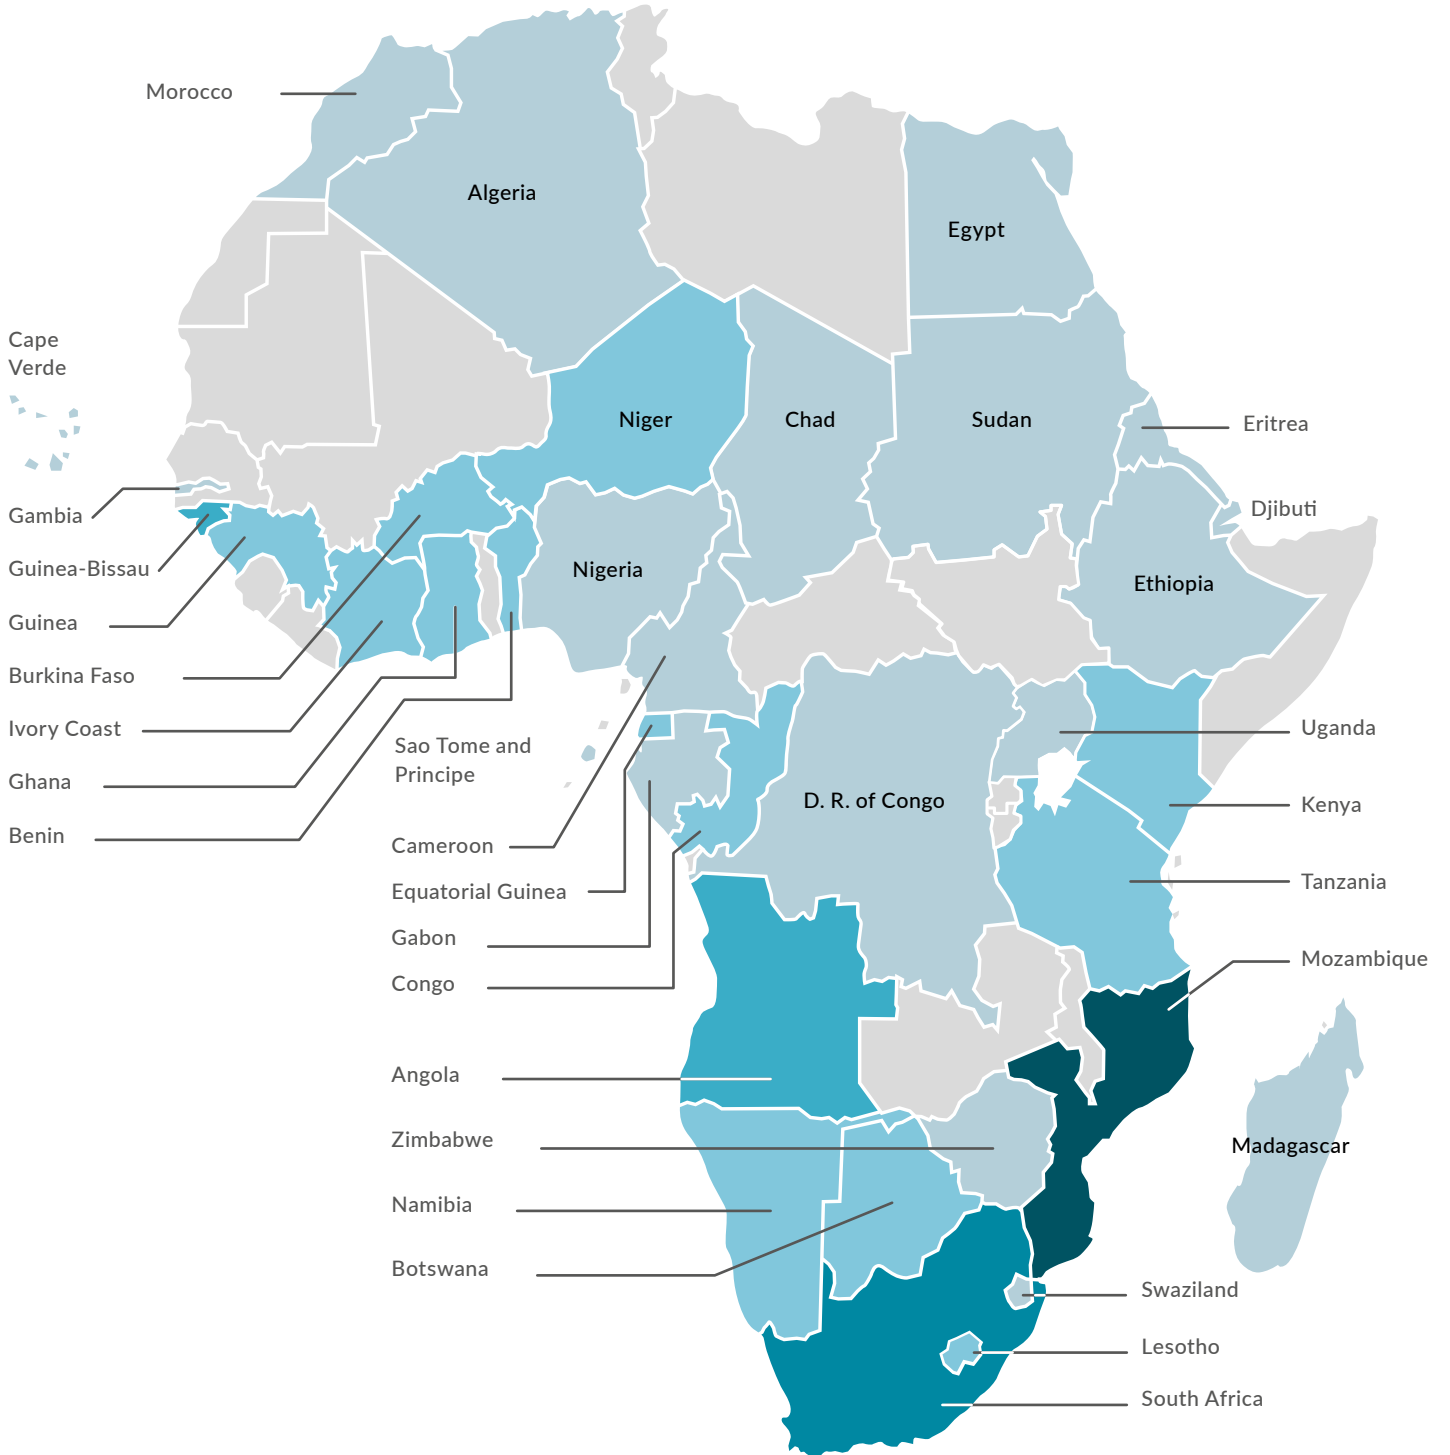 Morocco
Algeria
Egypt
Cape
Verde
Niger
Chad
Sudan
Eritrea
Gambia
Djibuti
Guinea-Bissau
Nigeria
Ethiopia
Guinea
Burkina Faso
Ivory Coast
Uganda
Sao Tome and
Principe
Ghana
D. R. of Congo
Kenya
Benin
Cameroon
Equatorial Guinea
Tanzania
Gabon
Mozambique
Congo
Angola
Zimbabwe
Madagascar
Namibia
Botswana
Swaziland
Lesotho
South Africa